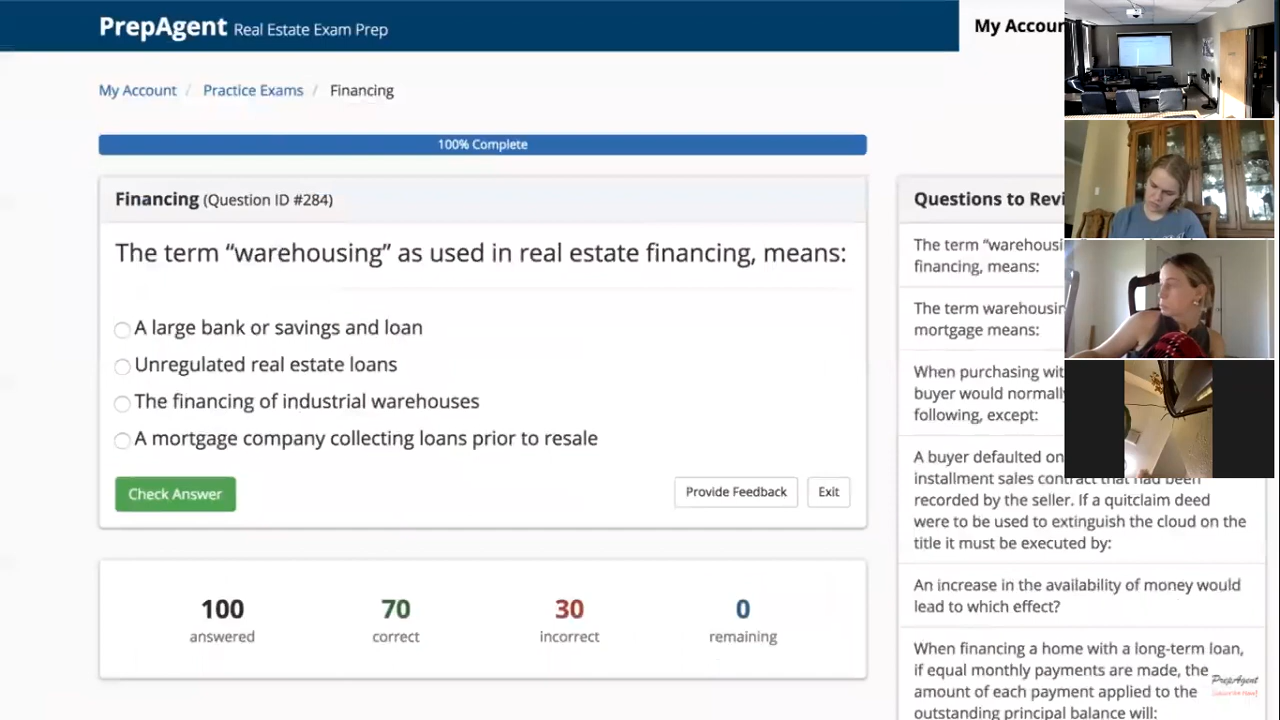 PrepAgent Real Estate Exam Prep
My Accoun
My Account / Practice Exams / Financing
100% Complete
Financing (Question ID #284)
The term “warehousing” as used in real estate financing, means:
A large bank or savings and loan
Unregulated real estate loans
The financing of industrial warehouses
A mortgage company collecting loans prior to resale
Check Answer
Provide Feedback
Exit
100
answered
70
correct
30
incorrect
0
remaining
Questions to Revi
The term “warehousi
financing, means:
The term warehousin
mortgage means:
When purchasing wit
buyer would normally
following, except:
A buyer defaulted on
installment sales contract that had been
recorded by the seller. If a quitclaim deed
were to be used to extinguish the cloud on the
title it must be executed by:
An increase in the availability of money would
lead to which effect?
When financing a home with a long-term loan,
if equal monthly payments are made, the
amount of each payment applied to the
outstanding principal balance will:
PrepAgent